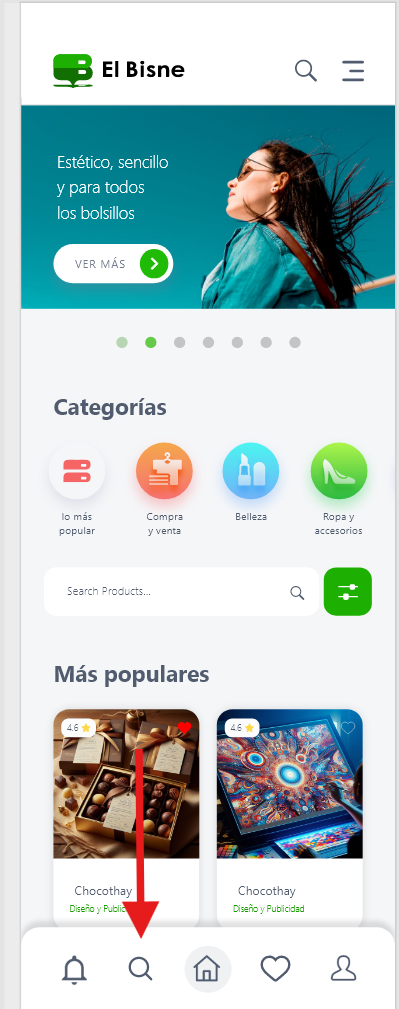 El Bisne
Estético, sencillo
y para todos
los bolsillos
VER MÁS
Categorías
lo más
popular
Compra
y venta
Belleza
Ropa y
accesorios
Search Products...
Más populares
4.6
4.6
Chocothay
Diseño y Public
Chocothay
Diseño y Publicidad